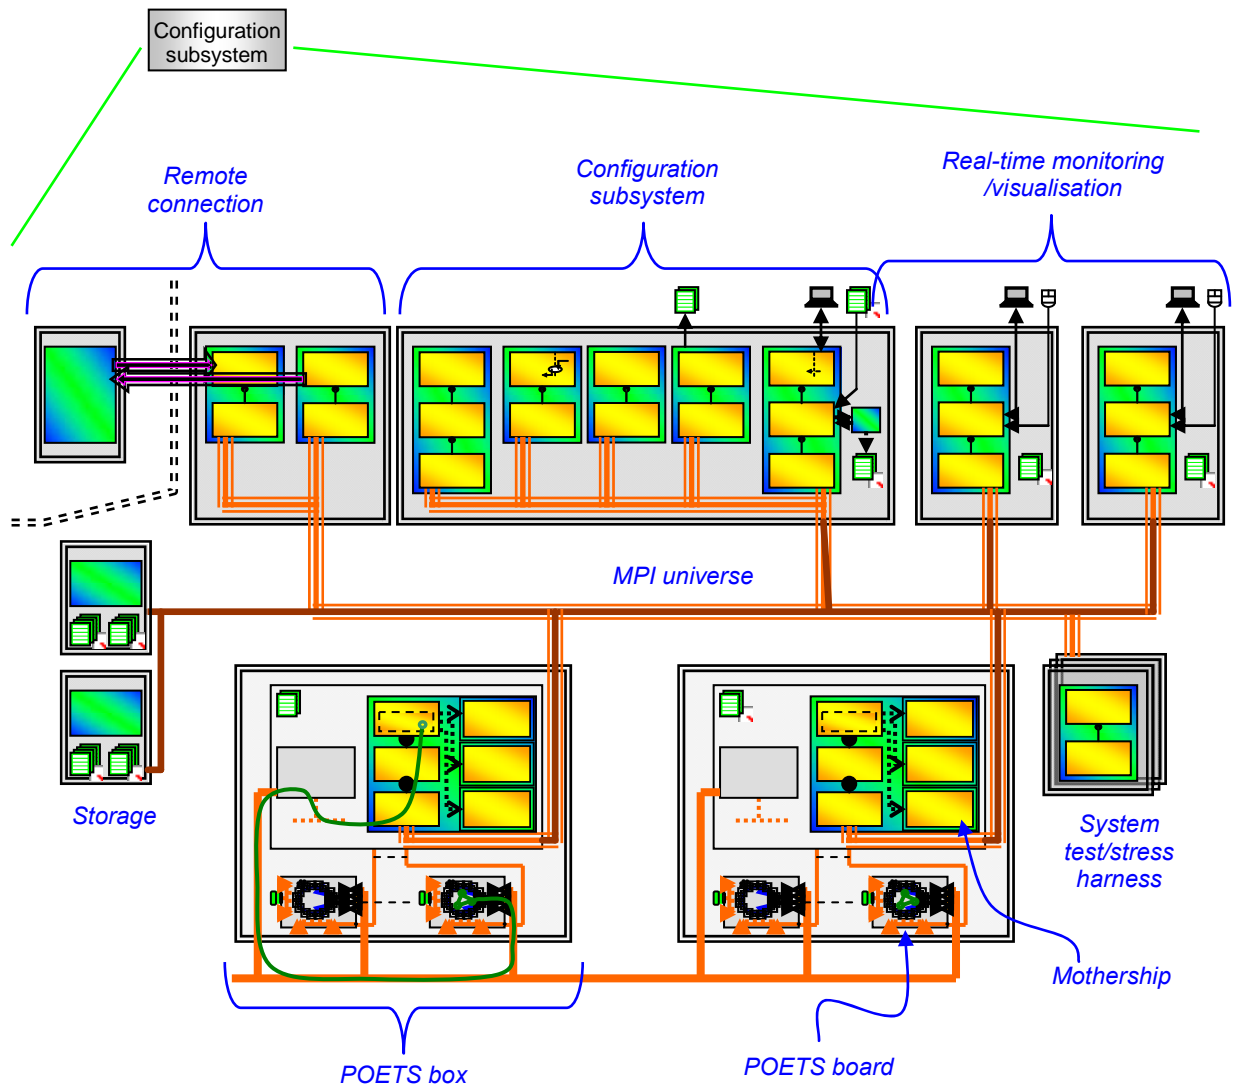 Configuration
subsystem
Remote
connection
Configuration
subsystem
Real-time monitoring
/visualisation
MPI universe
Storage
System
test/stress
harness
Mothership
POETS box
POETS board